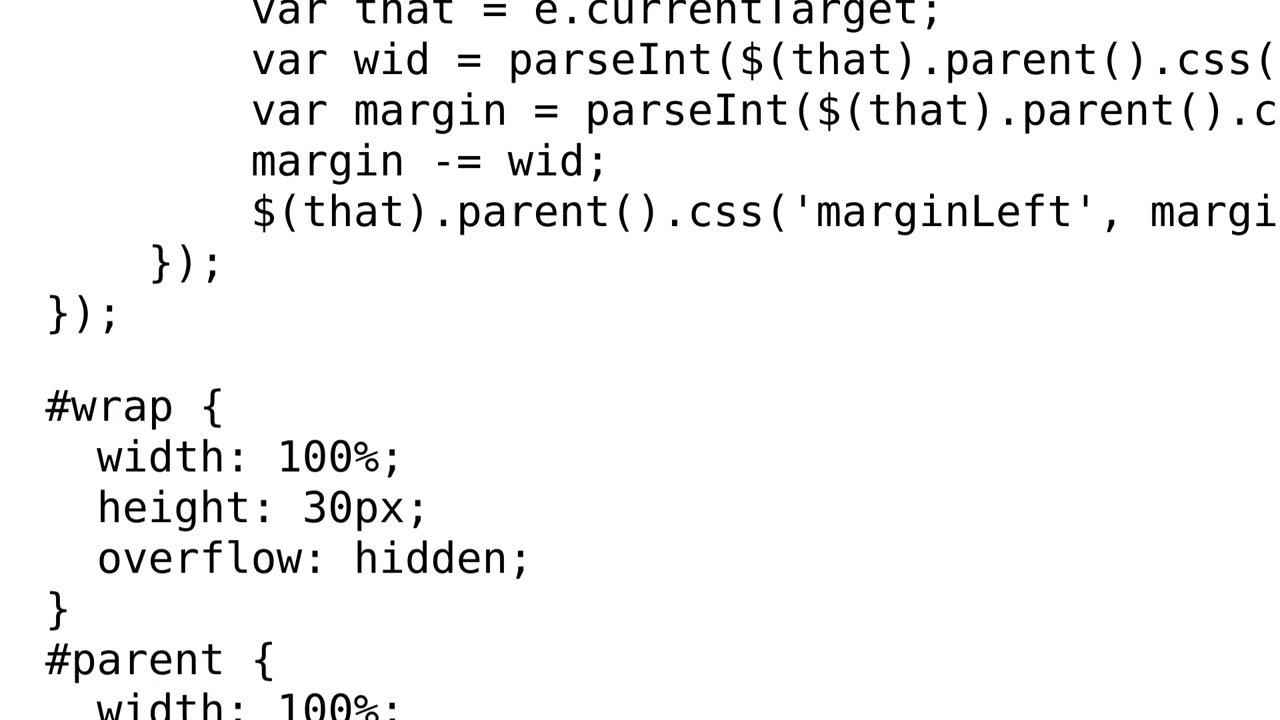 var that = e.currentTarget;
var wid = parseInt($(that).parent().css(
var margin = parseInt($(that).parent().c
margin -= wid;
$(that).parent().css('marginLeft', margi
});
});
#wrap {
width: 100%;
height: 30px;
overflow: hidden;
}
#parent {
width: 100%;